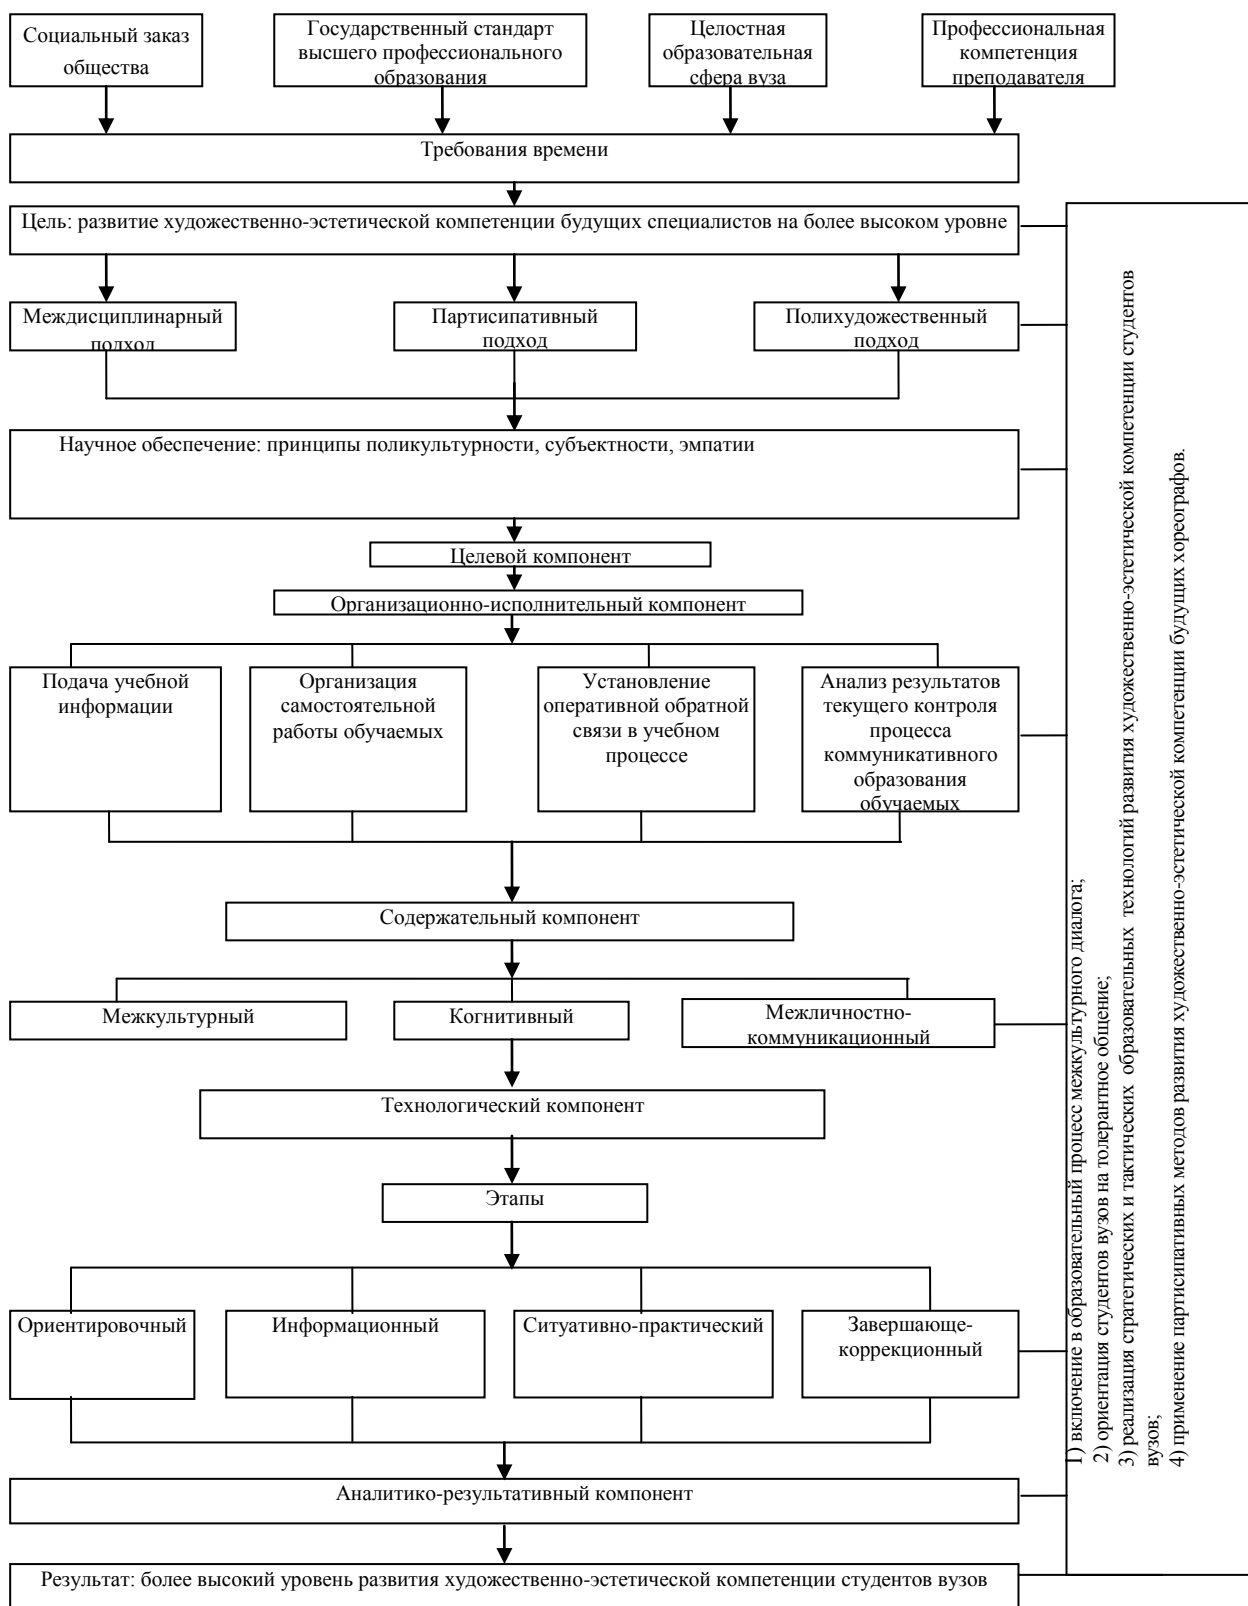 Социальный заказ
общества
Государственный стандарт
высшего профессионального
образования
Целостная
образовательная
сфера вуза
Профессиональная
компетенция
преподавателя
Требования времени
Цель: развитие художественно-эстетической компетенции будущих специалистов на более высоком уровне
Междисциплинарный
подход
Партисипативный
подход
Полихудожественный
подход
Научное обеспечение: принципы поликультурности, субъектности, эмпатии
Целевой компонент
Организационно-исполнительный компонент
Подача учебной
информации
Организация
самостоятельной
работы обучаемых
Установление
оперативной обратной
связи в учебном
процессе
Анализ результатов
текущего контроля
процесса
коммуникативного
образования
обучаемых
Содержательный компонент
Межкультурный
Когнитивный
Межличностно-
коммуникационный
Технологический компонент
Этапы
Ориентировочный
Информационный
Ситуативно-практический
Завершающе-
коррекционный
Аналитико-результативный компонент
Результат: более высокий уровень развития художественно-эстетической компетенции студентов вузов
1) включение в образовательный процесс межкультурного диалога;
2) ориентация студентов вузов на толерантное общение;
3) реализация стратегических и тактических образовательных технологий развития художественно-эстетической компетенции студентов
вузов;
4) применение партисипативных методов развития художественно-эстетической компетенции будущих хореографов.